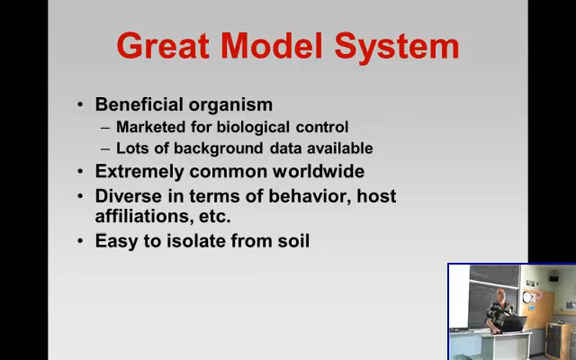 Great Model System
• Beneficial organism
– Marketed for biological control
– Lots of background data available
• Extremely common worldwide
• Diverse in terms of behavior, host
affiliations, etc.
• Easy to isolate from soil